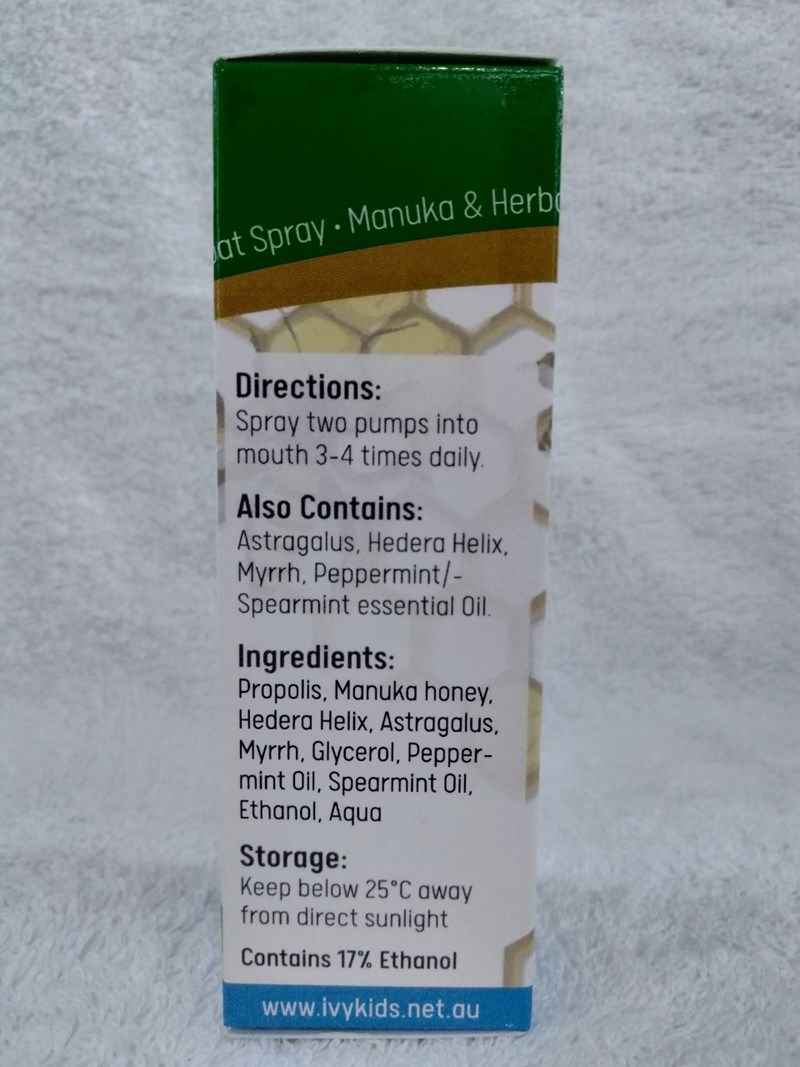 Spray • Manuka &
Directions:
Spray two pumps into
mouth 3-4 times daily.
Also Contains:
Astragalus, Hedera Helix,
Myrrh, Peppermint/-
Spearmint essential Oil.
Ingredients:
Propolis, Manuka honey,
Hedera Helix, Astragalus,
Myrrh, Glycerol, Pepper-
mint Oil, Spearmint Oil,
Ethanol, Aqua
Storage:
Keep below 25°C away
from direct sunlight
Contains 17% Ethanol
www.ivykids.net.au